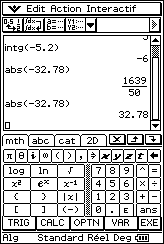 Edit Action Interactif
intg(-5.2)
-6
abs(-32.78)
1639
50
abs(-32.78)
32.78
mth abc cat 2D
π θ i ∞ ( ) , ⇒ x y z t
log ln √ 7 8 9 ^ =
x² eˣ x⁻¹ 4 5 6 × ÷
( ) |x| 1 2 3 + -
[ ] (-) 0 . E ans
TRIG CALC OPTN VAR EXE
Alg Standard Réel Deg